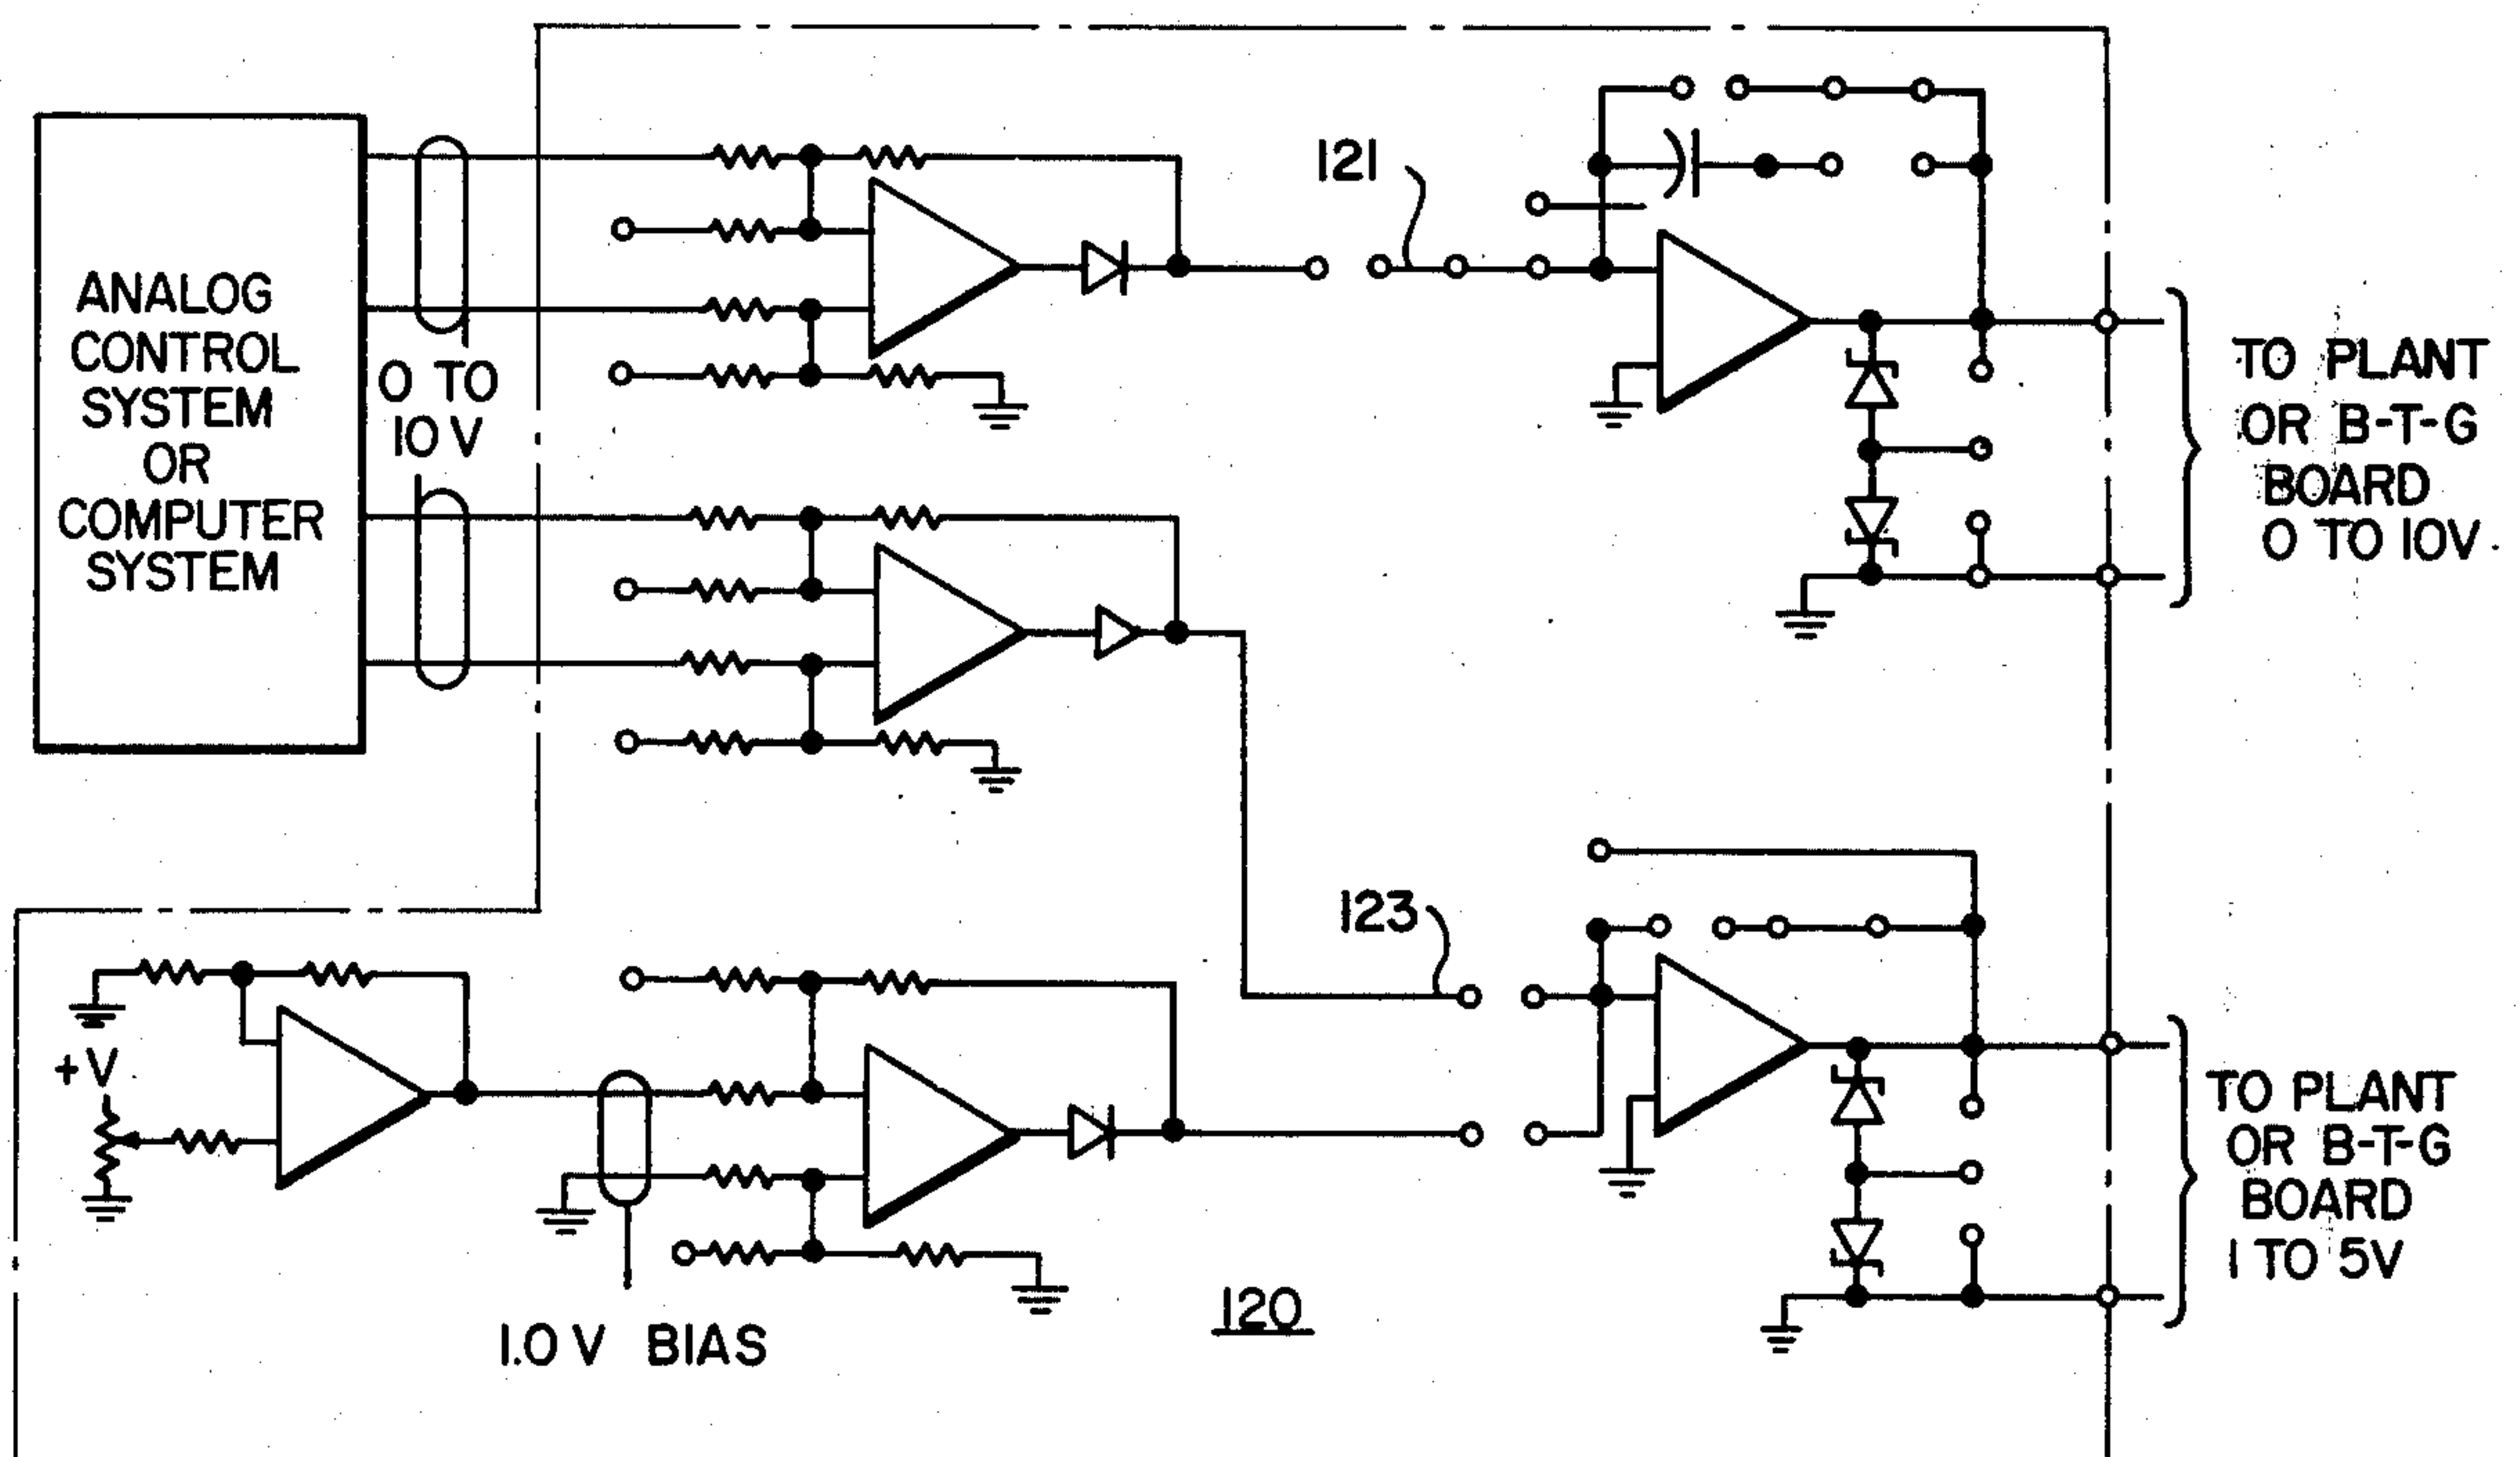 ANALOG
CONTROL
SYSTEM
OR
COMPUTER
SYSTEM
0 TO
10 V
121
TO PLANT
OR B-T-G
BOARD
0 TO 10V.
123
+V
1.0 V BIAS
120
TO PLANT
OR B-T-G
BOARD
1 TO 5V